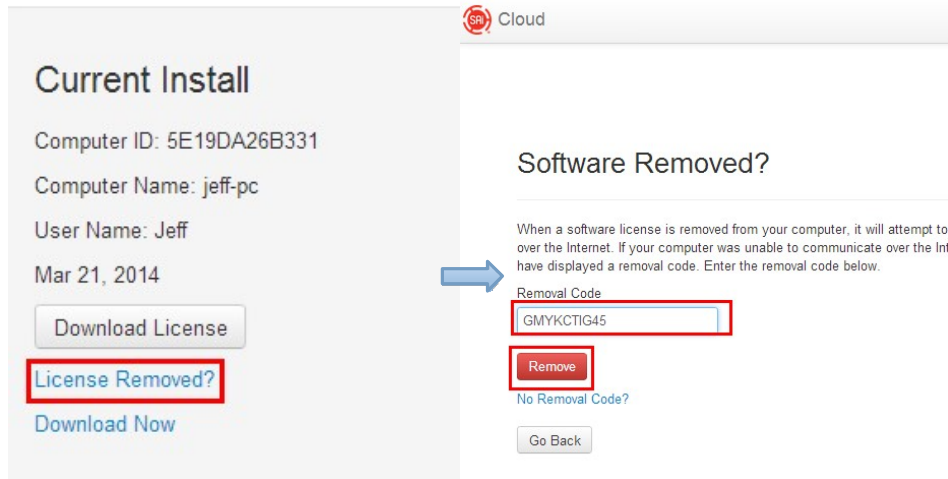 Current Install
Computer ID: 5E19DA26B331
Computer Name: jeff-pc
User Name: Jeff
Mar 21, 2014
Download License
License Removed?
Download Now
SAi Cloud
Software Removed?
When a software license is removed from your computer, it will attempt to
over the Internet. If your computer was unable to communicate over the Int
have displayed a removal code. Enter the removal code below.
Removal Code
GMYKCTIG45
Remove
No Removal Code?
Go Back